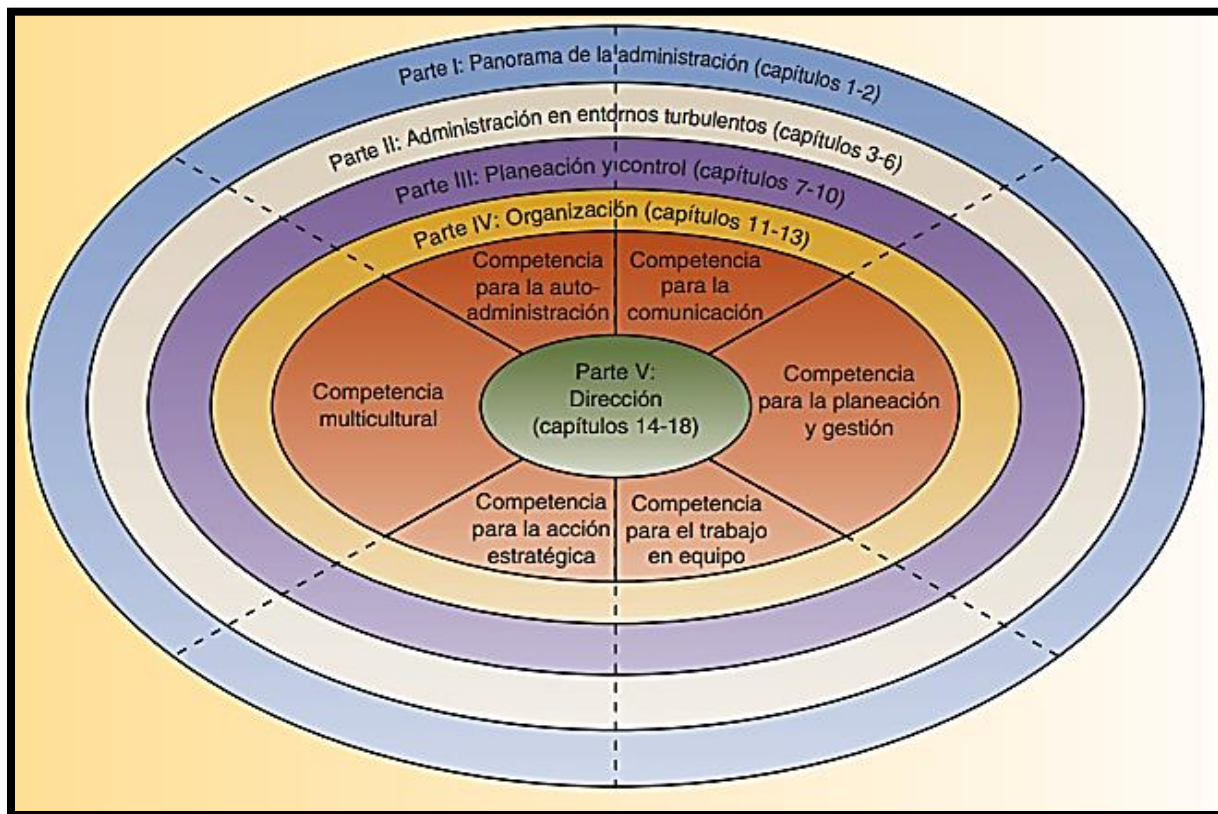 Parte I: Panorama de la administración (capítulos 1-2)
Parte II: Administración en entornos turbulentos (capítulos 3-6)
Parte III: Planeación y control (capítulos 7-10)
Parte IV: Organización (capítulos 11-13)
Competencia
para la auto-
administración
Competencia
para la
comunicación
Competencia
multicultural
Parte V:
Dirección
(capítulos 14-18)
Competencia
para la planeación
y gestión
Competencia
para la acción
estratégica
Competencia
para el trabajo
en equipo